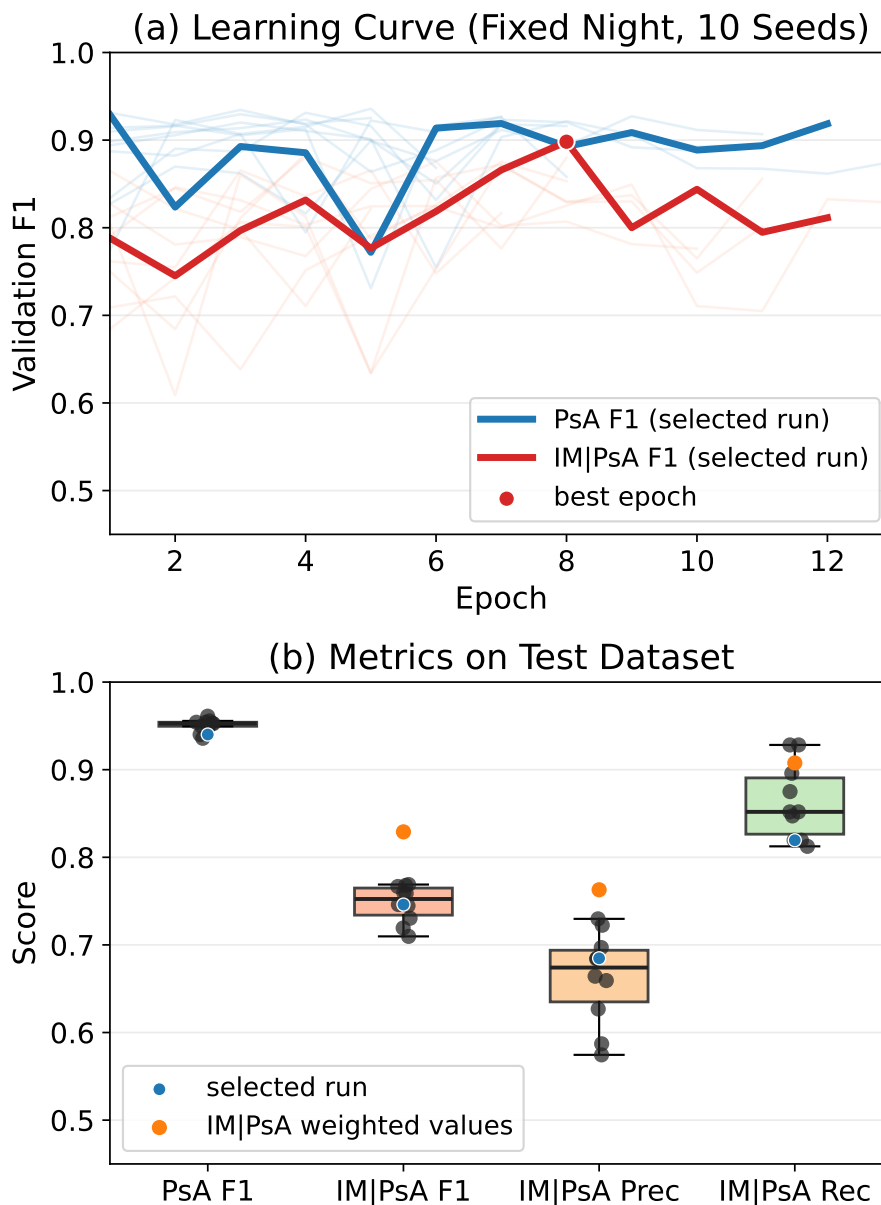 (a) Learning Curve (Fixed Night, 10 Seeds)
1.0
0.9
0.8
0.7
0.6
0.5
Validation F1
PsA F1 (selected run)
IM|PsA F1 (selected run)
best epoch
2 4 6 8 10 12
Epoch
(b) Metrics on Test Dataset
1.0
0.9
0.8
0.7
0.6
0.5
Score
selected run
IM|PsA weighted values
PsA F1 IM|PsA F1 IM|PsA Prec IM|PsA Rec